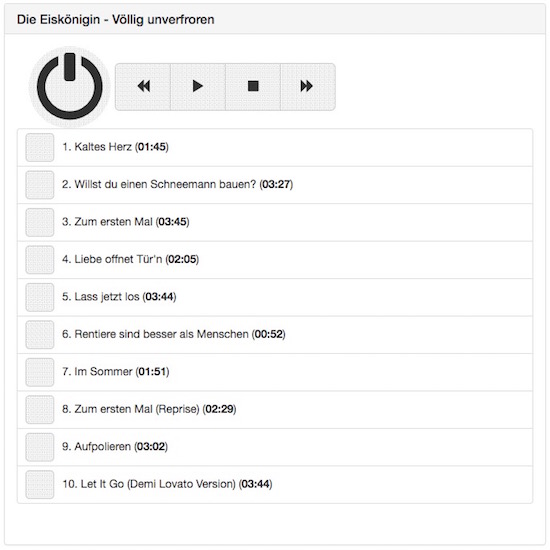 Die Eiskönigin - Völlig unverfroren
1. Kaltes Herz (01:45)
2. Willst du einen Schneemann bauen? (03:27)
3. Zum ersten Mal (03:45)
4. Liebe offnet Tür'n (02:05)
5. Lass jetzt los (03:44)
6. Rentiere sind besser als Menschen (00:52)
7. Im Sommer (01:51)
8. Zum ersten Mal (Reprise) (02:29)
9. Aufpolieren (03:02)
10. Let It Go (Demi Lovato Version) (03:44)